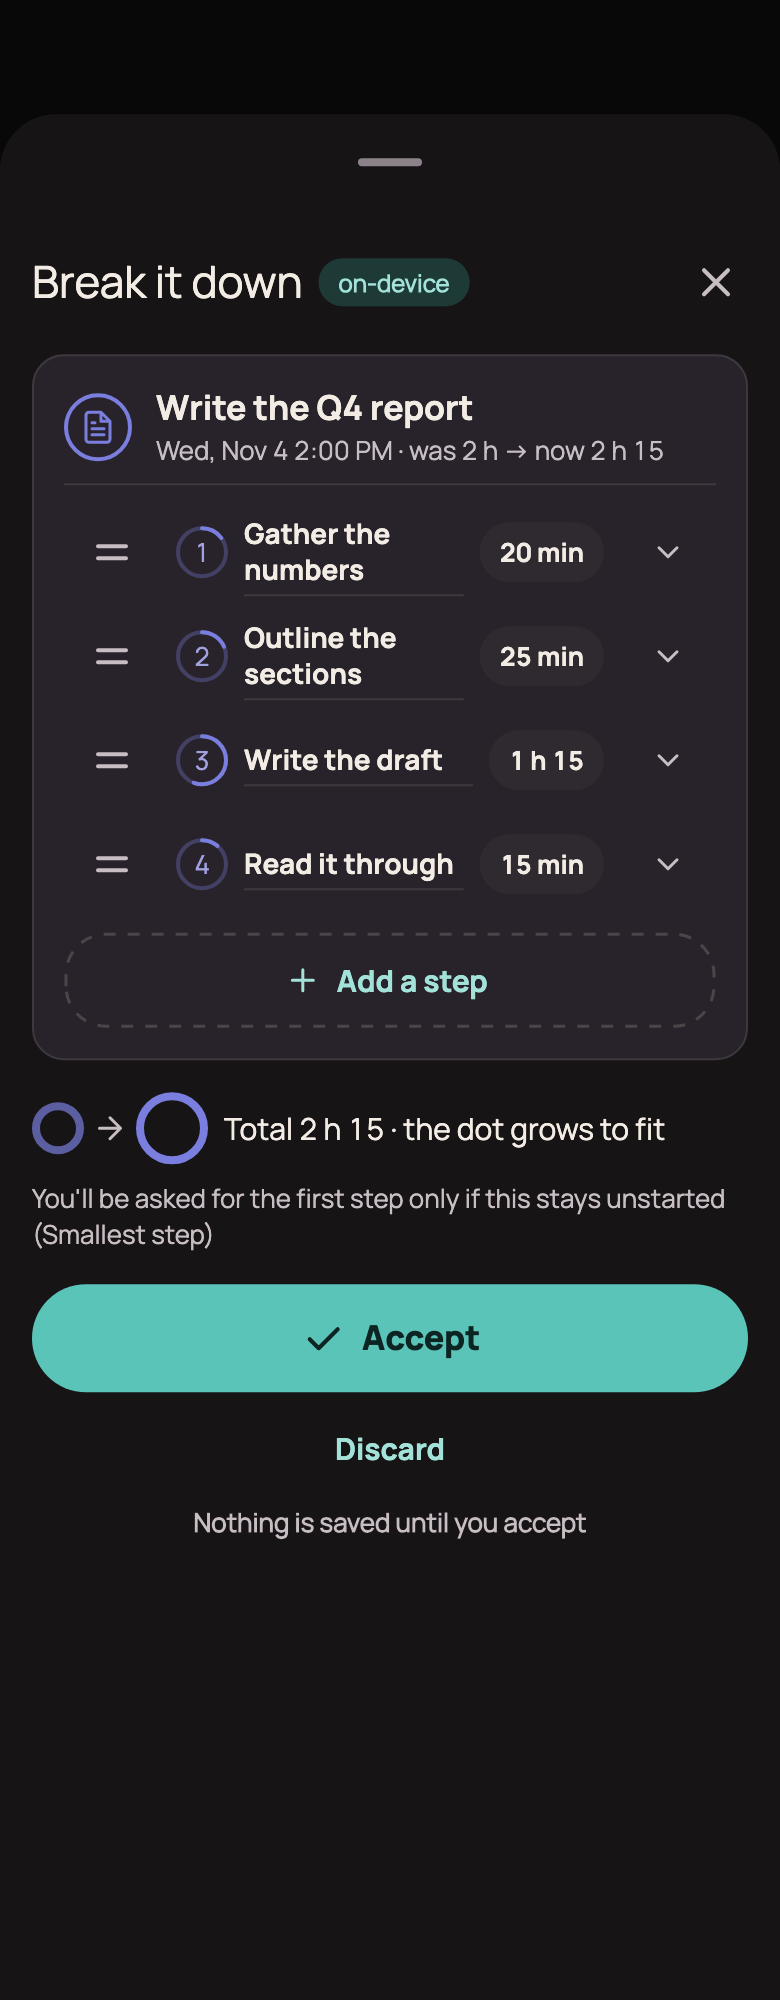 Break it down on-device
Write the Q4 report
Wed, Nov 4 2:00 PM · was 2 h → now 2 h 15
1 Gather the
numbers
20 min
2 Outline the
sections
25 min
3 Write the draft 1 h 15
4 Read it through 15 min
+ Add a step
→ Total 2 h 15 · the dot grows to fit
You'll be asked for the first step only if this stays unstarted
(Smallest step)
Accept
Discard
Nothing is saved until you accept